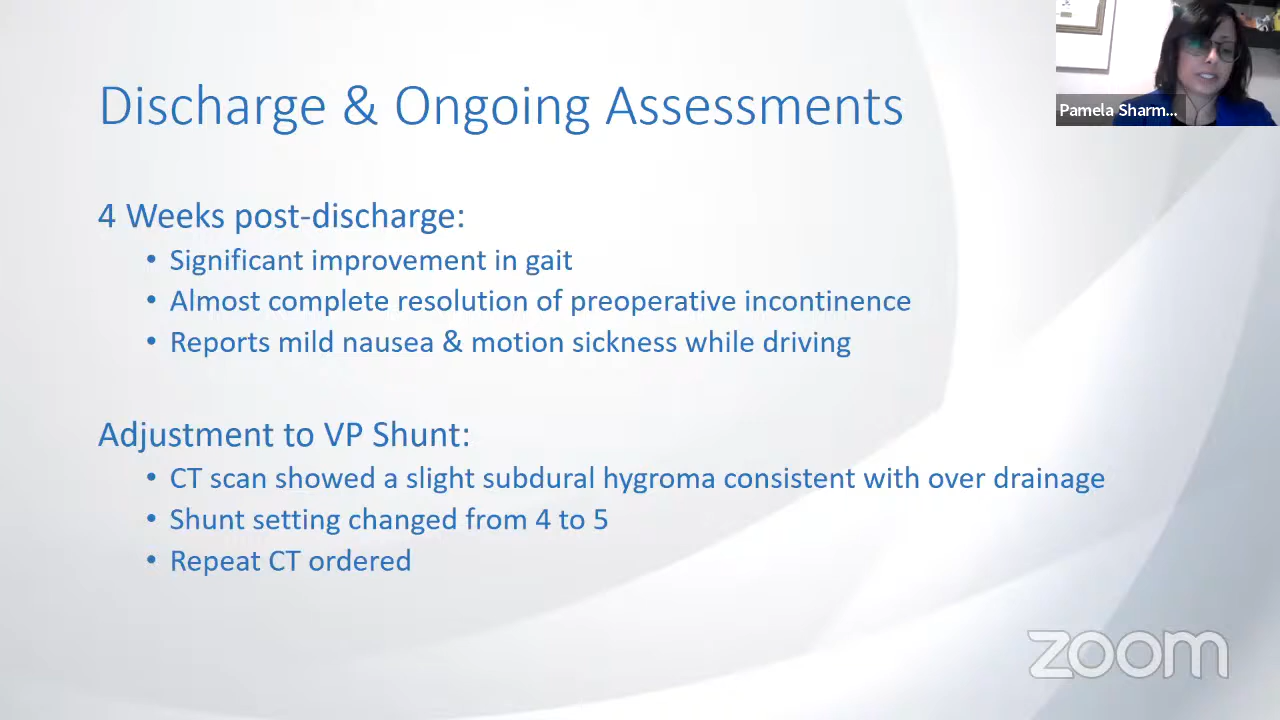 Discharge & Ongoing Assessments
Pamela Sharm...
4 Weeks post-discharge:
• Significant improvement in gait
• Almost complete resolution of preoperative incontinence
• Reports mild nausea & motion sickness while driving
Adjustment to VP Shunt:
• CT scan showed a slight subdural hygroma consistent with over drainage
• Shunt setting changed from 4 to 5
• Repeat CT ordered
zoom